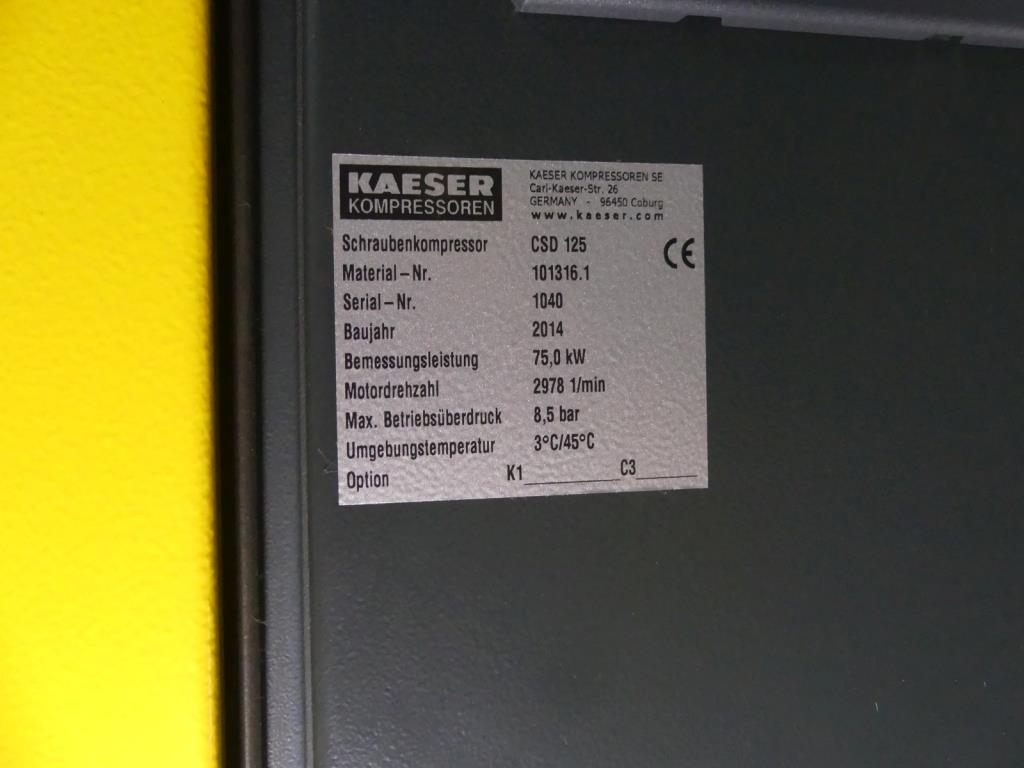 KAESER
KOMPRESSOREN
KAESER KOMPRESSOREN SE
Carl-Kaeser-Str. 26
GERMANY - 96450 Coburg
www.kaeser.com
Schraubenkompressor CSD 125 CE
Material-Nr. 101316.1
Serial-Nr. 1040
Baujahr 2014
Bemessungsleistung 75,0 kW
Motordrehzahl 2978 1/min
Max. Betriebsüberdruck 8,5 bar
Umgebungstemperatur 3°C/45°C
Option K1________ C3______